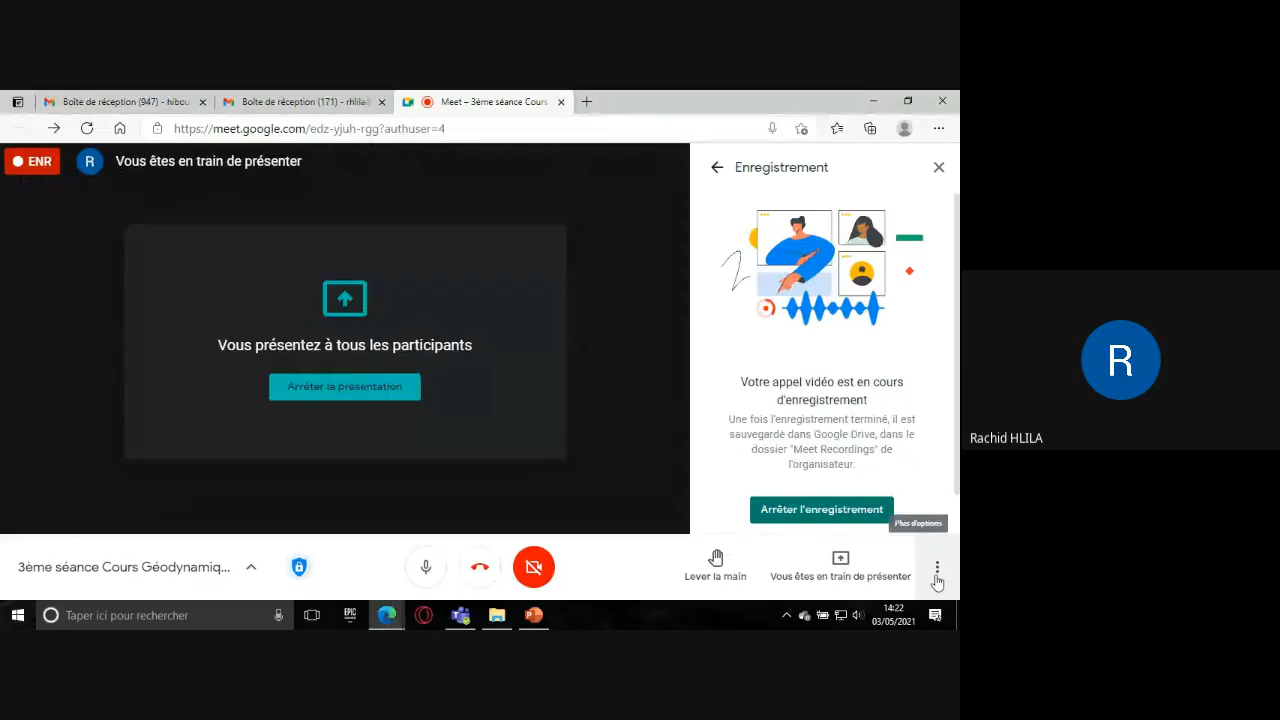 Boîte de réception (947) - hibou
Boîte de réception (171) - rhlila@
Meet – 3ème séance Cours
https://meet.google.com/edz-yjuh-rgg?authuser=4
ENR
R
Vous êtes en train de présenter
Enregistrement
Vous présentez à tous les participants
Arrêter la présentation
Votre appel vidéo est en cours
d'enregistrement
Une fois l'enregistrement terminé, il est
sauvegardé dans Google Drive, dans le
dossier "Meet Recordings" de
l'organisateur.
Arrêter l'enregistrement
Plus d'options
3ème séance Cours Géodynamiq...
Lever la main
Vous êtes en train de présenter
Taper ici pour rechercher
EPIC
14:22
03/05/2021
R
Rachid HLILA